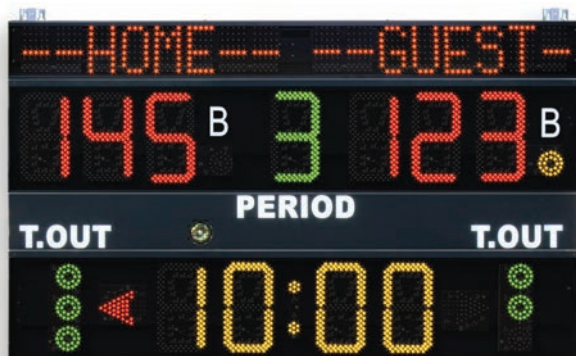 --HOME-- --GUEST-
145 B 3 123 B
PERIOD
T.OUT T.OUT
10:00